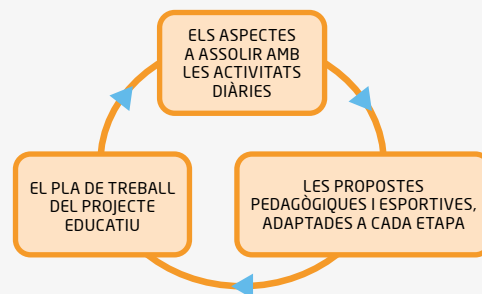 ELS ASPECTES
A ASSOLIR AMB
LES ACTIVITATS
DIÀRIES
EL PLA DE TREBALL
DEL PROJECTE
EDUCATIU
LES PROPOSTES
PEDAGÒGIQUES I ESPORTIVES,
ADAPTADES A CADA ETAPA